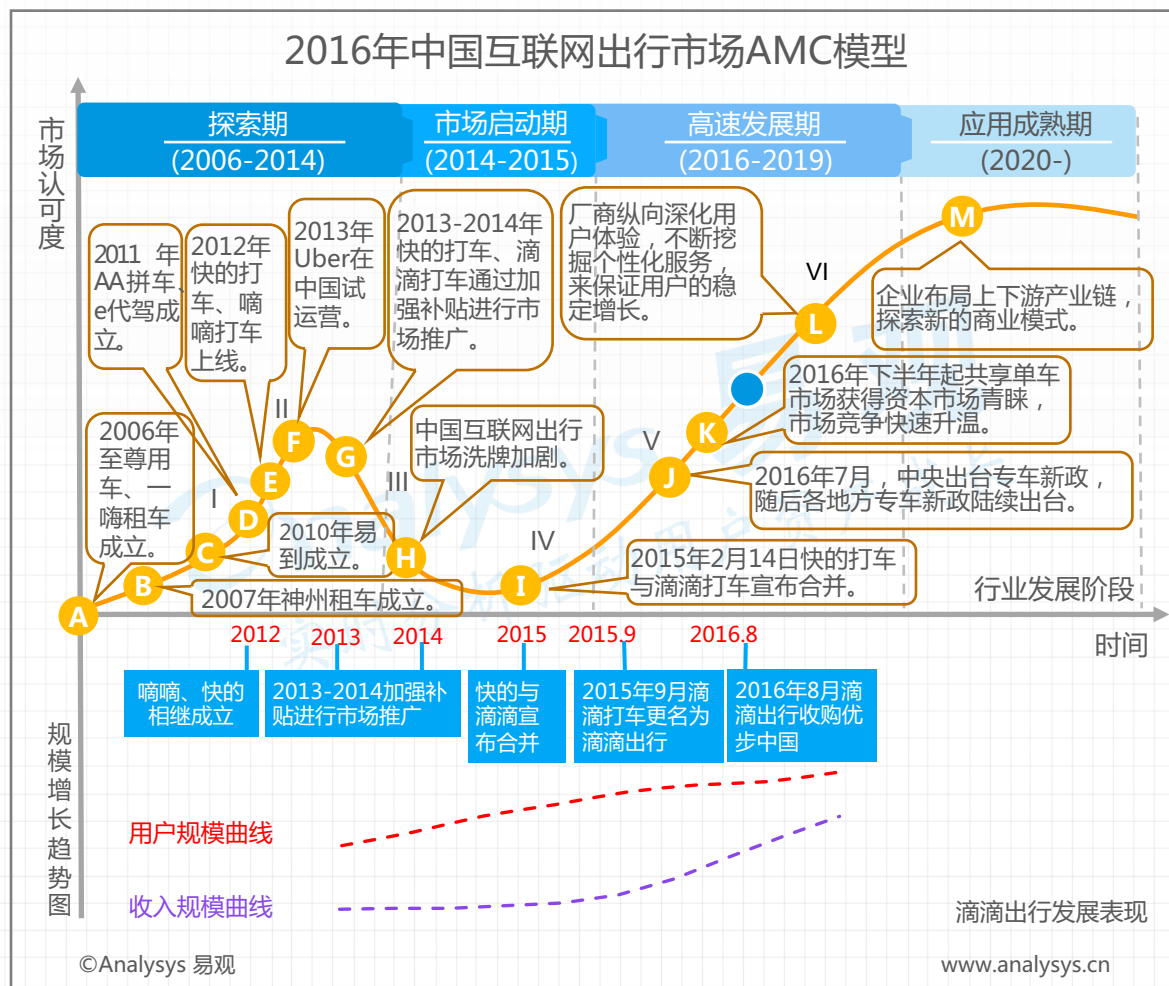 2016年中国互联网出行市场AMC模型
市场认可度
探索期
(2006-2014)
市场启动期
(2014-2015)
高速发展期
(2016-2019)
应用成熟期
(2020-)
2011年
AA拼车、
e代驾成
立。
2012年
快的打
车、嘀
嘀打车
上线。
2013年
Uber在
中国试
运营。
2013-2014年
快的打车、滴
滴打车通过加
强补贴进行市
场推广。
厂商纵向深化用
户体验，不断挖
掘个性化服务，
来保证用户的稳
定增长。
VI
M
企业布局上下游产业链，
探索新的商业模式。
L
2006年
至尊用
车、一
嗨租车
成立。
I
II
F
G
E
D
C
B
A
2010年易
到成立。
2007年神州租车成立。
中国互联网出行
市场洗牌加剧。
III
H
IV
I
V
K
J
2016年下半年起共享单车
市场获得资本市场青睐，
市场竞争快速升温。
2016年7月，中央出台专车新政，
随后各地方专车新政陆续出台。
2015年2月14日快的打车
与滴滴打车宣布合并。
行业发展阶段
时间
Analysys 易观
实时分析驱动用户资产成长
2012
2013
2014
2015
2015.9
2016.8
嘀嘀、快的
相继成立
2013-2014加强补
贴进行市场推广
快的与
滴滴宣
布合并
2015年9月滴
滴打车更名为
滴滴出行
2016年8月滴
滴出行收购优
步中国
规模增长趋势图
用户规模曲线
收入规模曲线
滴滴出行发展表现
©Analysys 易观
www.analysys.cn